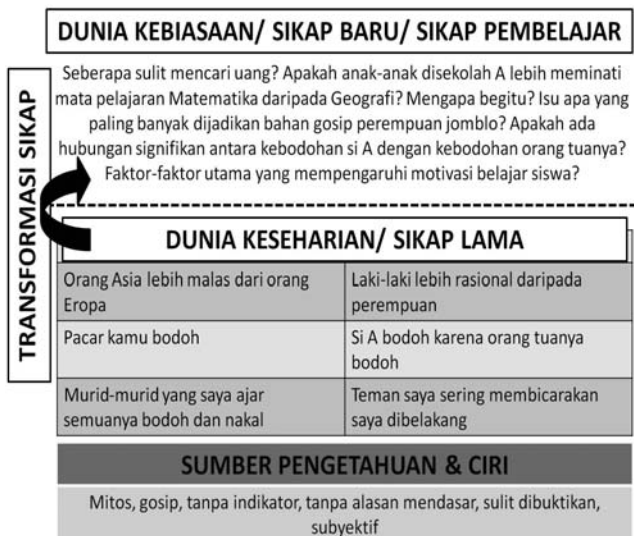 DUNIA KEBIASAAN/ SIKAP BARU/ SIKAP PEMBELAJAR
TRANSFORMASI SIKAP
Seberapa sulit mencari uang? Apakah anak-anak disekolah A lebih meminati
mata pelajaran Matematika daripada Geografi? Mengapa begitu? Isu apa yang
paling banyak dijadikan bahan gosip perempuan jomblo? Apakah ada
hubungan signifikan antara kebodohan si A dengan kebodohan orang tuanya?
Faktor-faktor utama yang mempengaruhi motivasi belajar siswa?
DUNIA KESEHARIAN/ SIKAP LAMA
Orang Asia lebih malas dari orang
Eropa
Laki-laki lebih rasional daripada
perempuan
Pacar kamu bodoh
Si A bodoh karena orang tuanya
bodoh
Murid-murid yang saya ajar
semuanya bodoh dan nakal
Teman saya sering membicarakan
saya dibelakang
SUMBER PENGETAHUAN & CIRI
Mitos, gosip, tanpa indikator, tanpa alasan mendasar, sulit dibuktikan,
subyektif